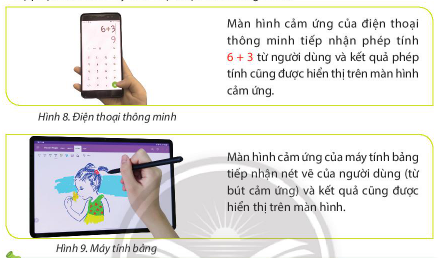 6+3
9
Màn hình cảm ứng của điện thoại
thông minh tiếp nhận phép tính
6 + 3 từ người dùng và kết quả phép
tính cũng được hiển thị trên màn hình
cảm ứng.
Hình 8. Điện thoại thông minh
Màn hình cảm ứng của máy tính bảng
tiếp nhận nét vẽ của người dùng (từ
bút cảm ứng) và kết quả cũng được
hiển thị trên màn hình.
Hình 9. Máy tính bảng